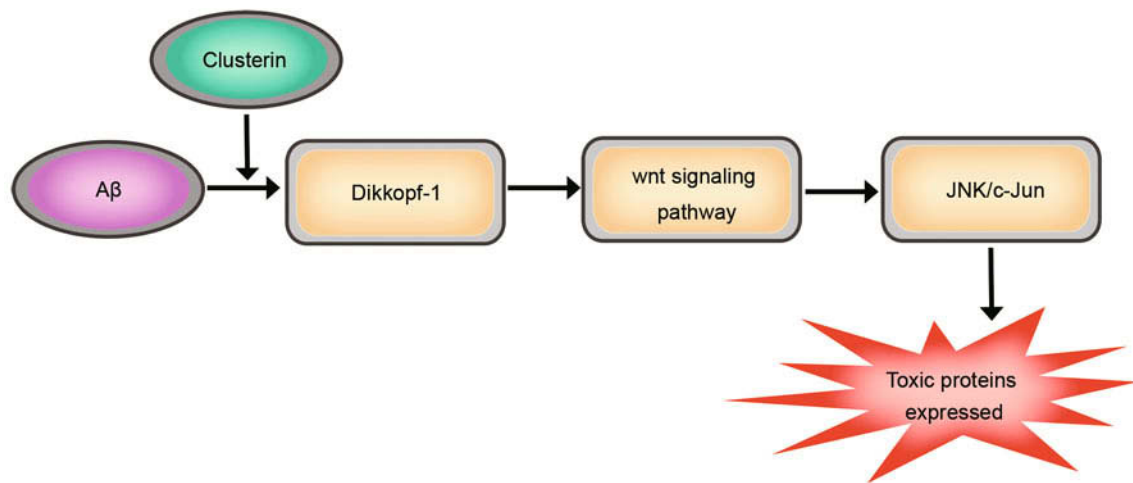 Clusterin
Aβ
Dikkopf-1
wnt signaling
pathway
JNK/c-Jun
Toxic proteins
expressed